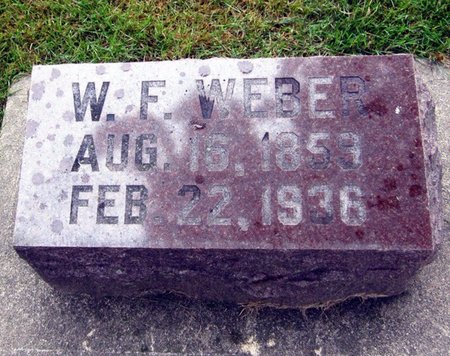 W. F. WEBER
AUG. 16, 1859
FEB. 22, 1936